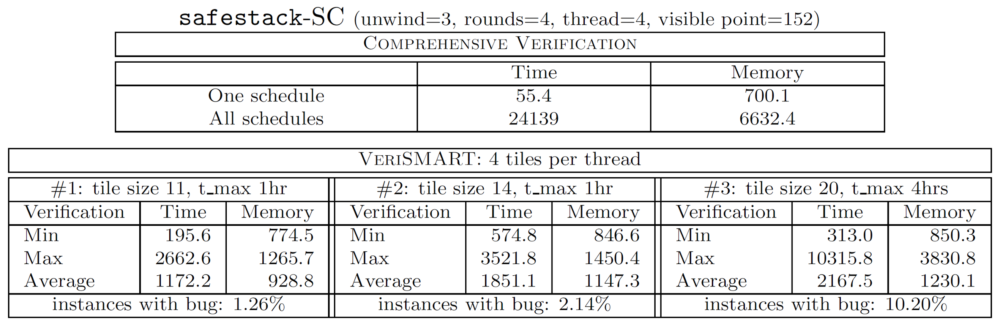 safestack-SC (unwind=3, rounds=4, thread=4, visible point=152)
Comprehensive Verification
Time Memory
One schedule 55.4 700.1
All schedules 24139 6632.4
VeriSMART: 4 tiles per thread
#1: tile size 11, t_max 1hr #2: tile size 14, t_max 1hr #3: tile size 20, t_max 4hrs
Verification Time Memory Verification Time Memory Verification Time Memory
Min 195.6 774.5 Min 574.8 846.6 Min 313.0 850.3
Max 2662.6 1265.7 Max 3521.8 1450.4 Max 10315.8 3830.8
Average 1172.2 928.8 Average 1851.1 1147.3 Average 2167.5 1230.1
instances with bug: 1.26% instances with bug: 2.14% instances with bug: 10.20%